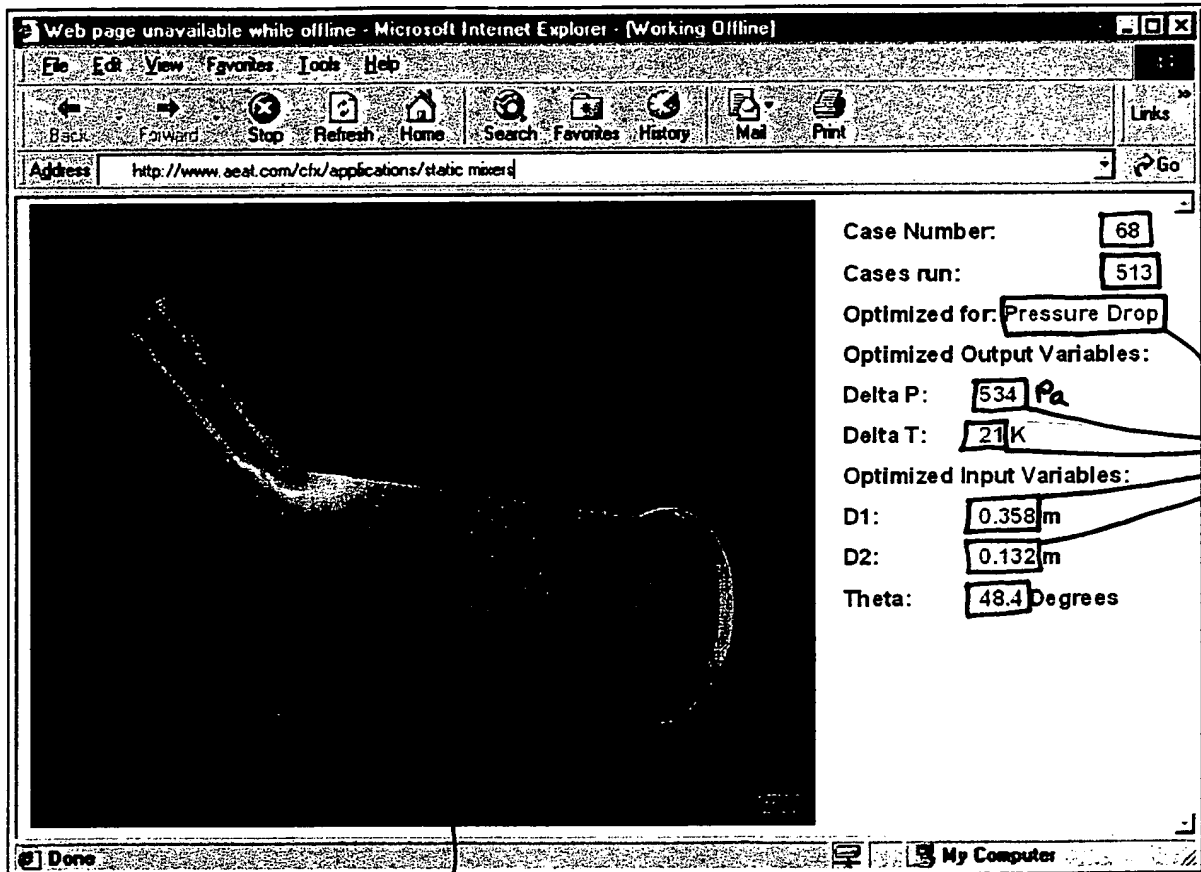 Web page unavailable while offline - Microsoft Internet Explorer - [Working Offline]
File Edit View Favorites Tools Help
Back Forward Stop Refresh Home Search Favorites History Mail Print Links
Address http://www.aeat.com/cfx/applications/static mixers Go
Case Number: 68
Cases run: 513
Optimized for: Pressure Drop
Optimized Output Variables:
Delta P: 534 Pa
Delta T: 21 K
Optimized Input Variables:
D1: 0.358 m
D2: 0.132 m
Theta: 48.4 Degrees
Done My Computer